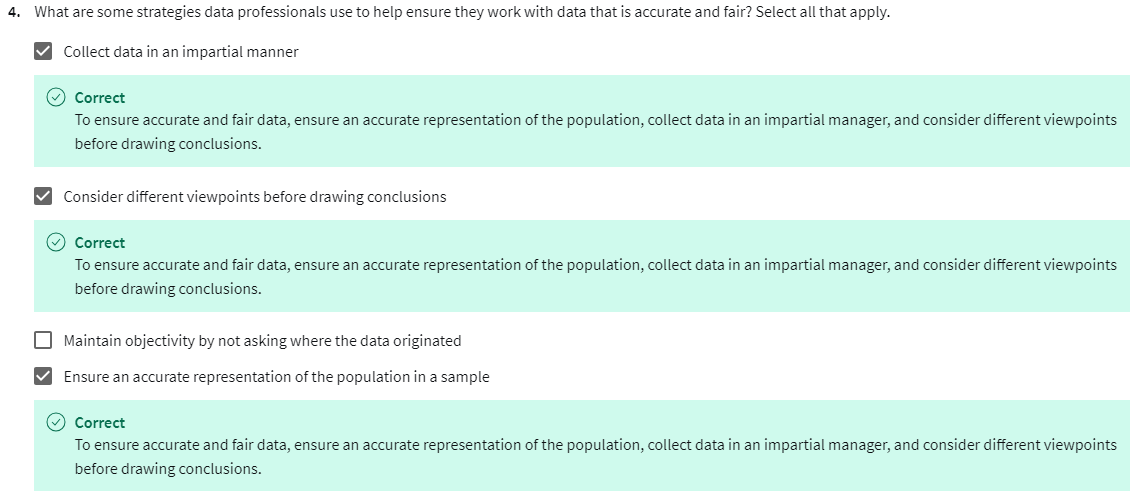 4. What are some strategies data professionals use to help ensure they work with data that is accurate and fair? Select all that apply.
Collect data in an impartial manner
Correct
To ensure accurate and fair data, ensure an accurate representation of the population, collect data in an impartial manager, and consider different viewpoints
before drawing conclusions.
Consider different viewpoints before drawing conclusions
Correct
To ensure accurate and fair data, ensure an accurate representation of the population, collect data in an impartial manager, and consider different viewpoints
before drawing conclusions.
Maintain objectivity by not asking where the data originated
Ensure an accurate representation of the population in a sample
Correct
To ensure accurate and fair data, ensure an accurate representation of the population, collect data in an impartial manager, and consider different viewpoints
before drawing conclusions.